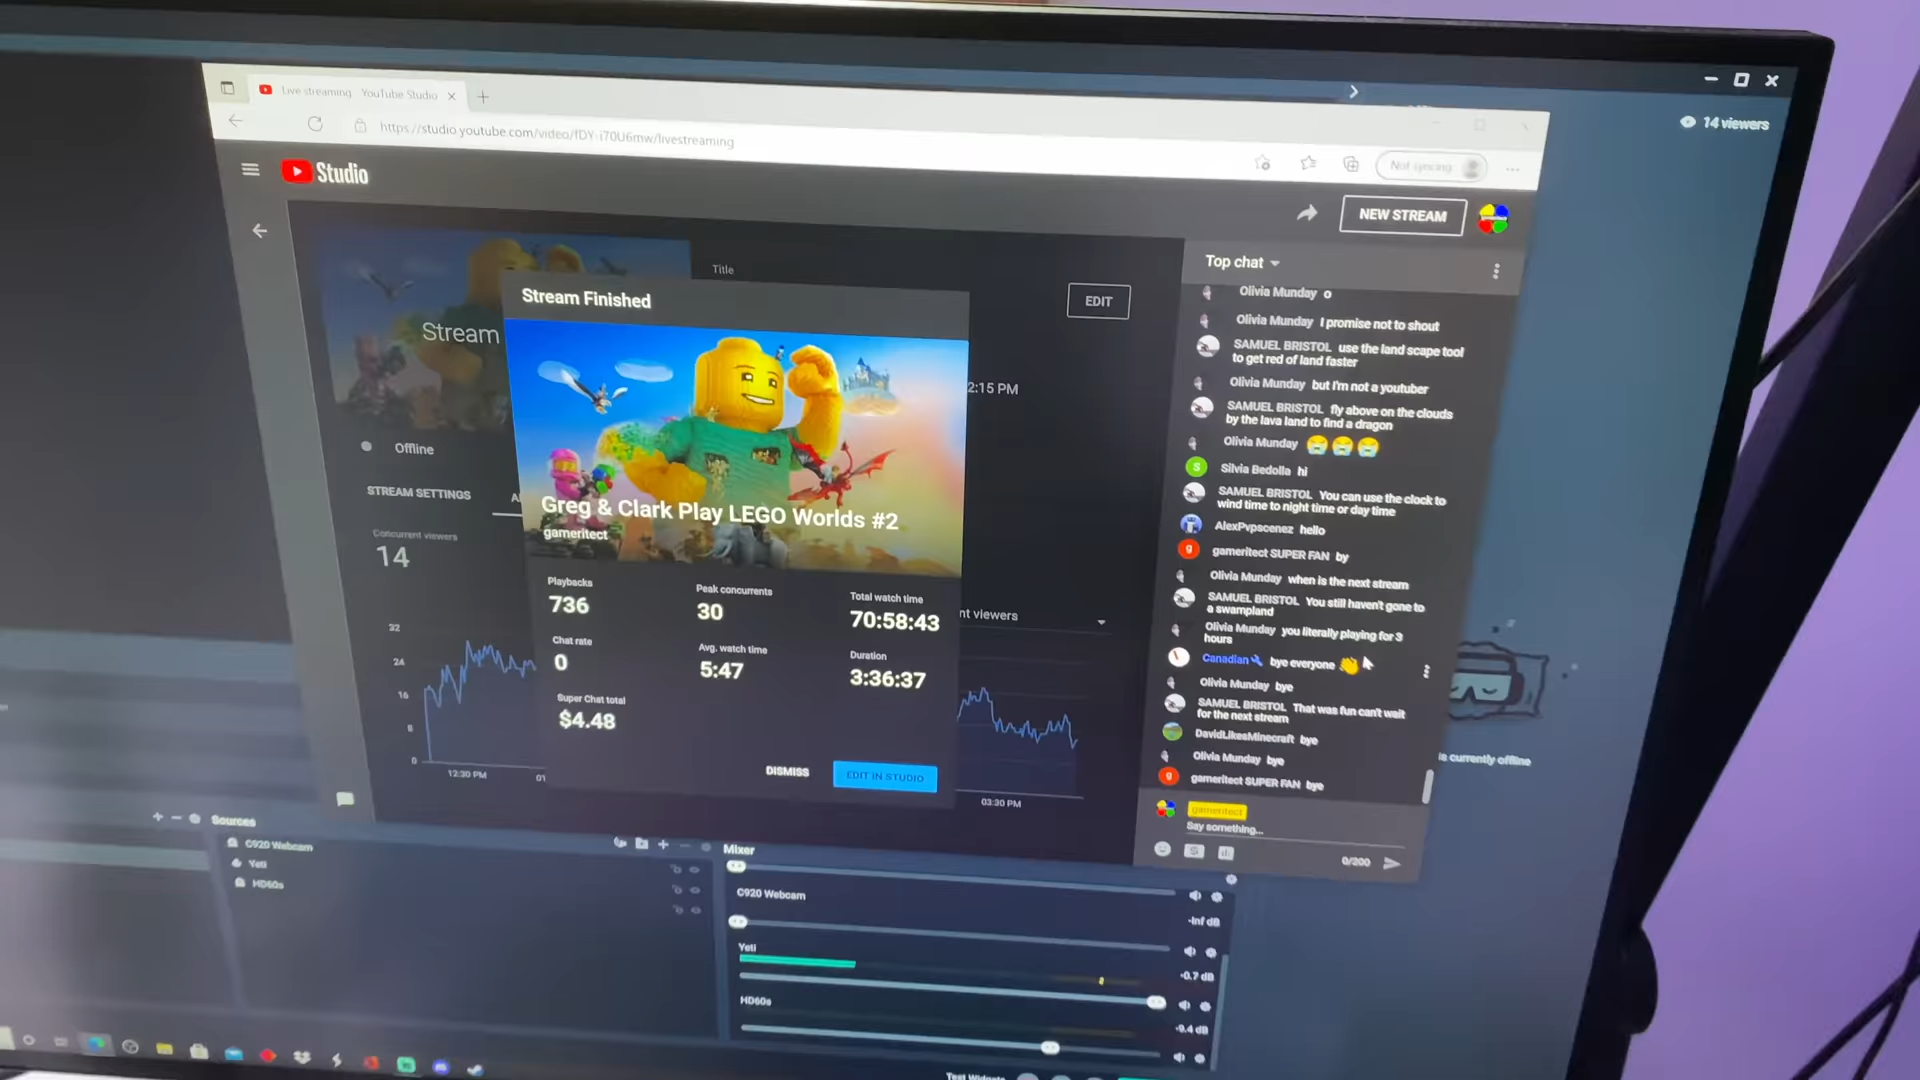 Live streaming YouTube Studio
https://studio.youtube.com/video/fDY-i70U6mw/livestreaming
Not syncing
14 viewers
Studio
NEW STREAM
Title
EDIT
Stream
2:15 PM
Offline
STREAM SETTINGS
Concurrent viewers
14
nt viewers
32
24
16
8
0
12:30 PM
01
03:30 PM
Stream Finished
Greg & Clark Play LEGO Worlds #2
gameritect
Playbacks
736
Peak concurrents
30
Total watch time
70:58:43
Chat rate
0
Avg. watch time
5:47
Duration
3:36:37
Super Chat total
$4.48
DISMISS
EDIT IN STUDIO
Top chat
Olivia Munday o
Olivia Munday I promise not to shout
SAMUEL BRISTOL use the land scape tool
to get red of land faster
Olivia Munday but I'm not a youtuber
SAMUEL BRISTOL fly above on the clouds
by the lava land to find a dragon
Olivia Munday 😭😭😭
S
Silvia Bedolla hi
SAMUEL BRISTOL You can use the clock to
wind time to night time or day time
AlexPvpscenez hello
g
gameritect SUPER FAN by
Olivia Munday when is the next stream
SAMUEL BRISTOL You still haven't gone to
a swampland
Olivia Munday you literally playing for 3
hours
Canadian bye everyone 👋
Olivia Munday bye
SAMUEL BRISTOL That was fun can't wait
for the next stream
DavidLikesMinecraft bye
Olivia Munday bye
g
gameritect SUPER FAN bye
gameritect
Say something...
0/200
is currently offline
Sources
C920 Webcam
Yeti
HD60s
Mixer
C920 Webcam
-Inf dB
Yeti
-0.7 dB
HD60s
-9.4 dB
Test Widgets